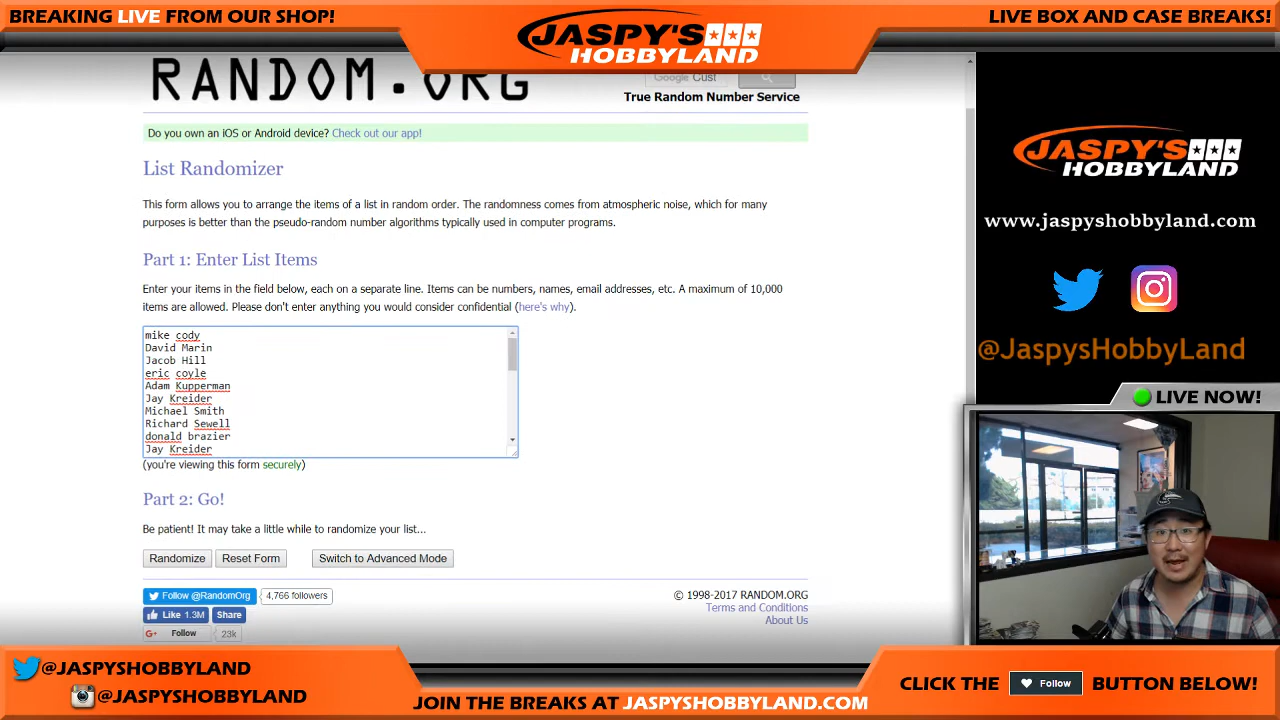 BREAKING LIVE FROM OUR SHOP!
JASPY'S
HOBBYLAND
LIVE BOX AND CASE BREAKS!
RANDOM.ORG
Google Cust
True Random Number Service
Do you own an iOS or Android device? Check out our app!
List Randomizer
This form allows you to arrange the items of a list in random order. The randomness comes from atmospheric noise, which for many
purposes is better than the pseudo-random number algorithms typically used in computer programs.
Part 1: Enter List Items
Enter your items in the field below, each on a separate line. Items can be numbers, names, email addresses, etc. A maximum of 10,000
items are allowed. Please don't enter anything you would consider confidential (here's why).
mike cody
David Marin
Jacob Hill
eric coyle
Adam Kupperman
Jay Kreider
Michael Smith
Richard Sewell
donald brazier
Jay Kreider
(you're viewing this form securely)
Part 2: Go!
Be patient! It may take a little while to randomize your list...
Randomize
Reset Form
Switch to Advanced Mode
Follow @RandomOrg
4,766 followers
Like 1.3M
Share
G+ Follow
23k
© 1998-2017 RANDOM.ORG
Terms and Conditions
About Us
JASPY'S
HOBBYLAND
www.jaspyshobbyland.com
@JaspysHobbyLand
LIVE NOW!
@JASPYSHOBBYLAND
@JASPYSHOBBYLAND
JOIN THE BREAKS AT JASPYSHOBBYLAND.COM
CLICK THE
Follow
BUTTON BELOW!